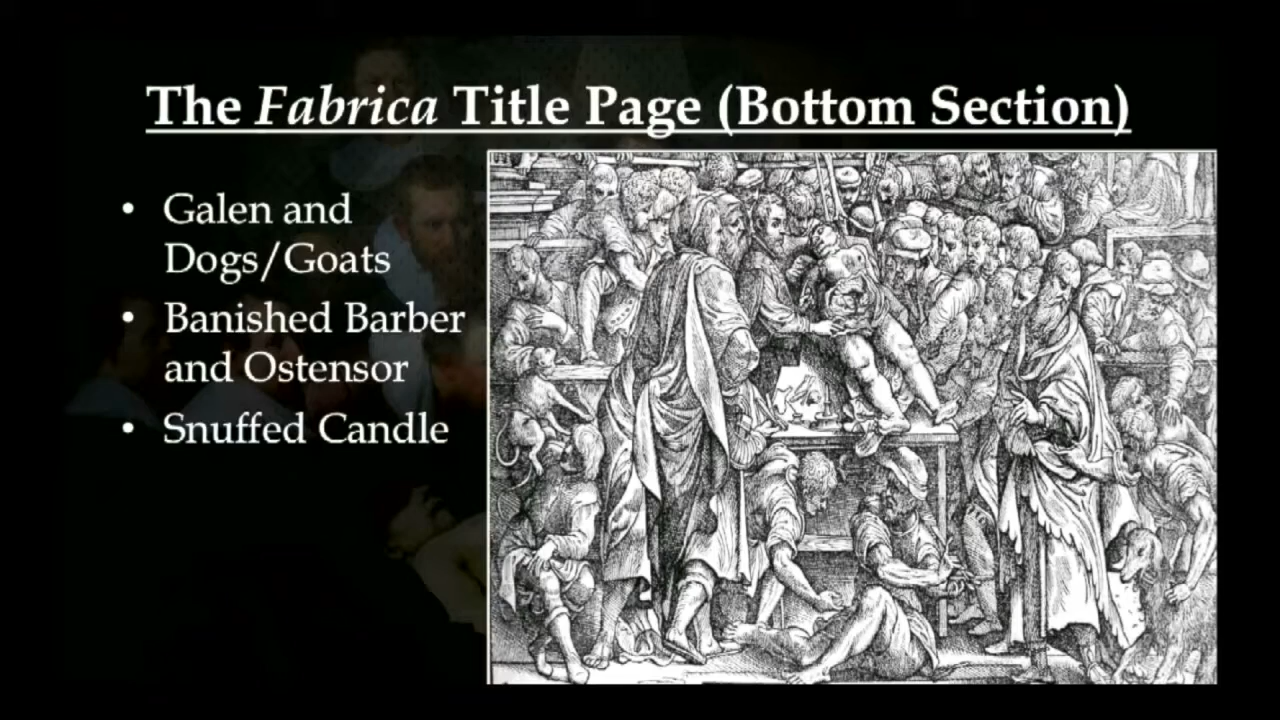 The Fabrica Title Page (Bottom Section)
• Galen and
Dogs/Goats
• Banished Barber
and Ostensor
• Snuffed Candle